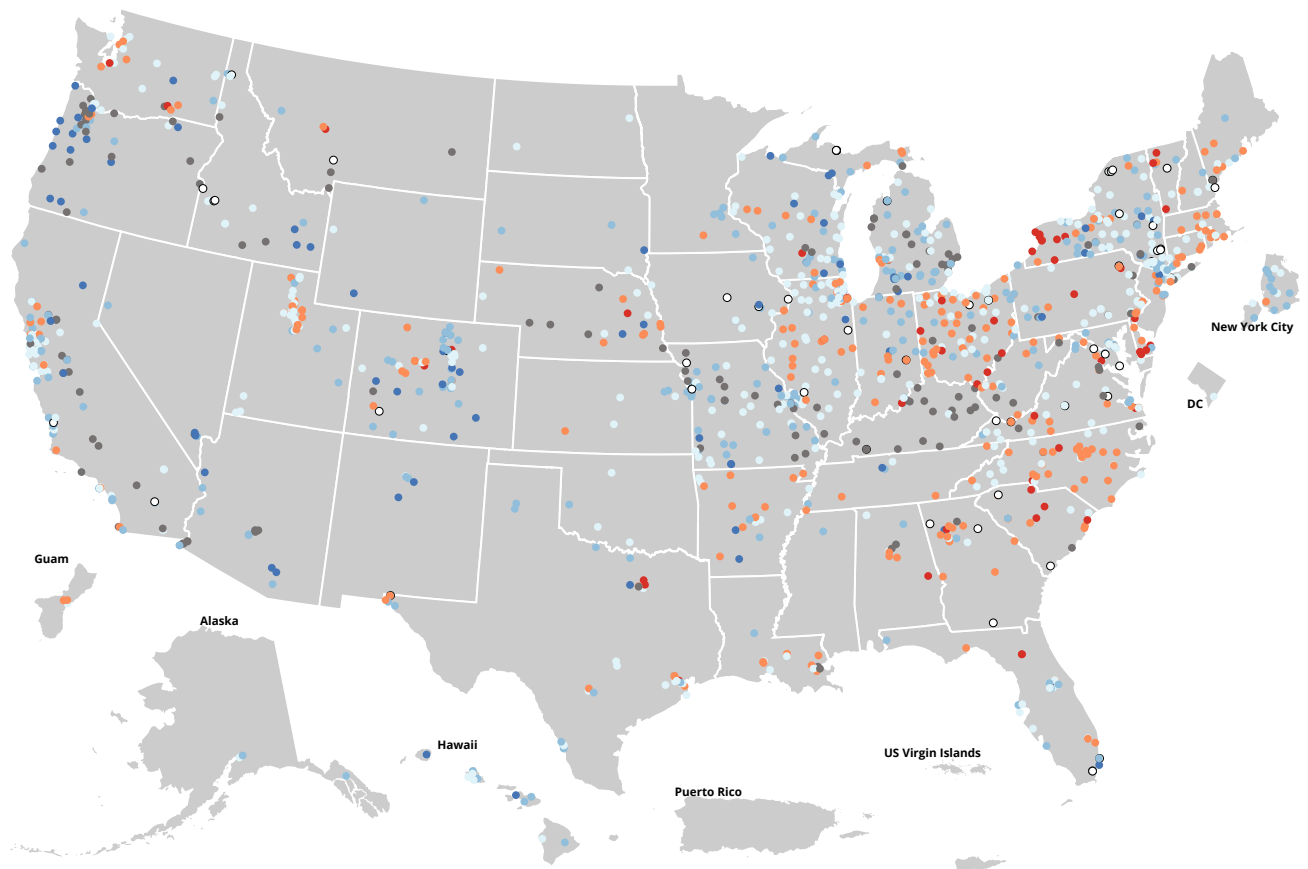 New York City
DC
Guam
Alaska
Hawaii
US Virgin Islands
Puerto Rico